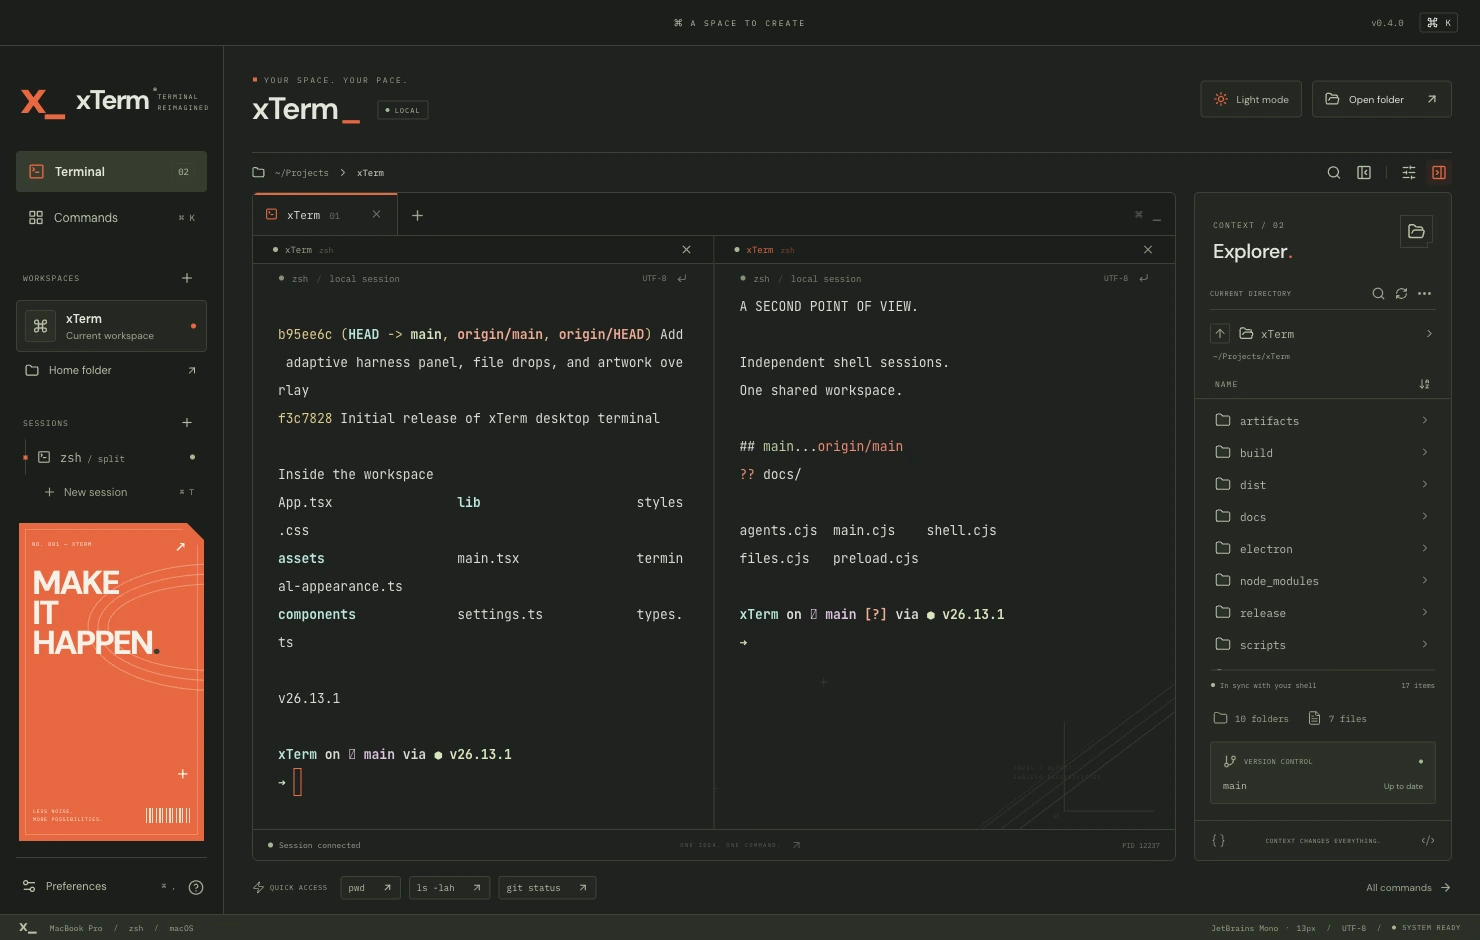 ⌘ A SPACE TO CREATE
v0.4.0 ⌘ K
x_ xTerm TERMINAL REIMAGINED
Terminal 02
Commands ⌘ K
WORKSPACES +
xTerm
Current workspace
Home folder
SESSIONS +
zsh / split
+ New session ⌘ T
NO. 001 — XTERM
MAKE
IT
HAPPEN.
LESS NOISE.
MORE POSSIBILITIES.
Preferences ⌘ ,
YOUR SPACE. YOUR PACE.
xTerm_ LOCAL
Light mode
Open folder
~/Projects > xTerm
xTerm 01 × +
⌘ _
xTerm zsh ×
zsh / local session UTF-8
b95ee6c (HEAD -> main, origin/main, origin/HEAD) Add
adaptive harness panel, file drops, and artwork ove
rlay
f3c7828 Initial release of xTerm desktop terminal
Inside the workspace
App.tsx lib styles
.css
assets main.tsx termin
al-appearance.ts
components settings.ts types.
ts
v26.13.1
xTerm on main via ⬢ v26.13.1
➜
xTerm zsh ×
zsh / local session UTF-8
A SECOND POINT OF VIEW.
Independent shell sessions.
One shared workspace.
## main...origin/main
?? docs/
agents.cjs main.cjs shell.cjs
files.cjs preload.cjs
xTerm on main [?] via ⬢ v26.13.1
➜
Session connected
ONE IDEA. ONE COMMAND.
PID 12237
QUICK ACCESS
pwd
ls -lah
git status
All commands →
CONTEXT / 02
Explorer.
CURRENT DIRECTORY
xTerm
~/Projects/xTerm
NAME
artifacts
build
dist
docs
electron
node_modules
release
scripts
In sync with your shell 17 items
10 folders 7 files
VERSION CONTROL
main Up to date
{ } CONTEXT CHANGES EVERYTHING. </>
x_ MacBook Pro / zsh / macOS
JetBrains Mono · 13px / UTF-8 / SYSTEM READY